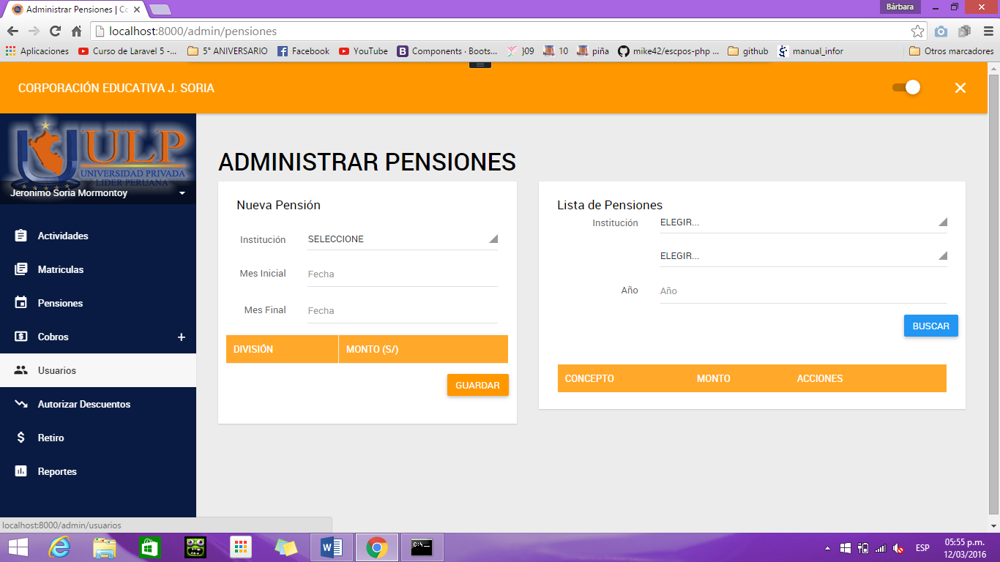 Administrar Pensiones | Co
Bárbara
localhost:8000/admin/pensiones
Aplicaciones
Curso de Laravel 5 -...
5° ANIVERSARIO
Facebook
YouTube
Components · Boots...
)09
10
piña
mike42/escpos-php ...
github
manual_infor
Otros marcadores
CORPORACIÓN EDUCATIVA J. SORIA
ULP
UNIVERSIDAD PRIVADA
LIDER PERUANA
Jeronimo Soria Mormontoy
Actividades
Matriculas
Pensiones
Cobros
Usuarios
Autorizar Descuentos
Retiro
Reportes
ADMINISTRAR PENSIONES
Nueva Pensión
Institución SELECCIONE
Mes Inicial Fecha
Mes Final Fecha
DIVISIÓN MONTO (S/)
GUARDAR
Lista de Pensiones
Institución ELEGIR...
ELEGIR...
Año Año
BUSCAR
CONCEPTO MONTO ACCIONES
localhost:8000/admin/usuarios
ESP
05:55 p.m.
12/03/2016